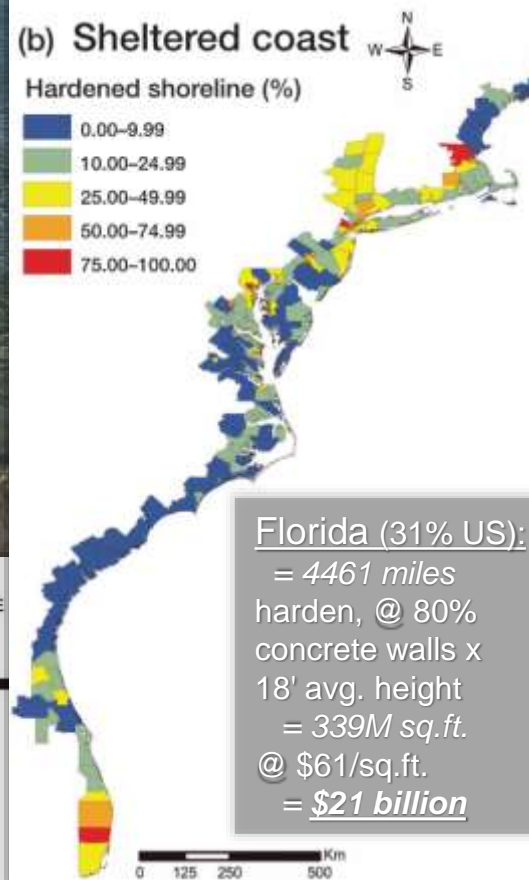 (b) Sheltered coast
N
W E
S
Hardened shoreline (%)
0.00–9.99
10.00–24.99
25.00–49.99
50.00–74.99
75.00–100.00
Florida (31% US):
= 4461 miles
harden, @ 80%
concrete walls x
18' avg. height
= 339M sq.ft.
@ $61/sq.ft.
= $21 billion
E
Km
0 125 250 500